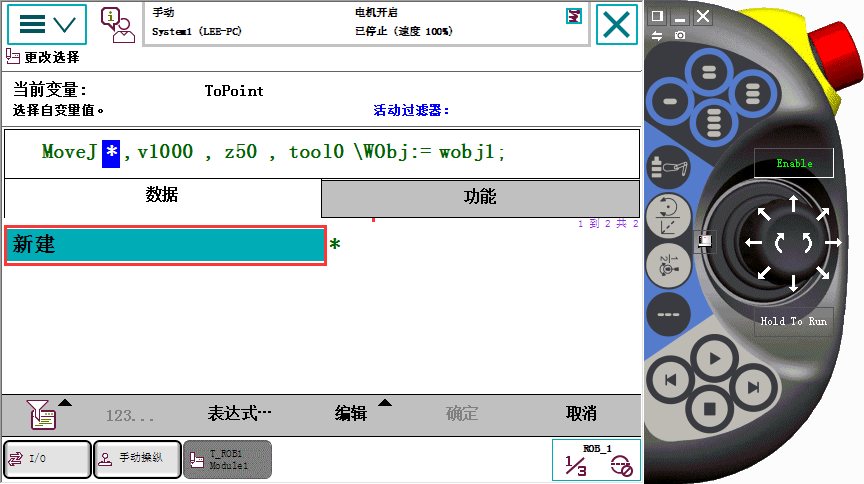 手动
System1 (LEE-PC)
电机开启
已停止 (速度 100%)
更改选择
当前变量: ToPoint
选择自变量值。 活动过滤器:
MoveJ * , v1000 , z50 , tool0 \WObj:= wobj1;
数据 功能
1 到 2 共 2
新建 *
123... 表达式… 编辑 确定 取消
I/O 手动操纵
T_ROB1
Module1
ROB_1
1/3
Enable
Hold To Run